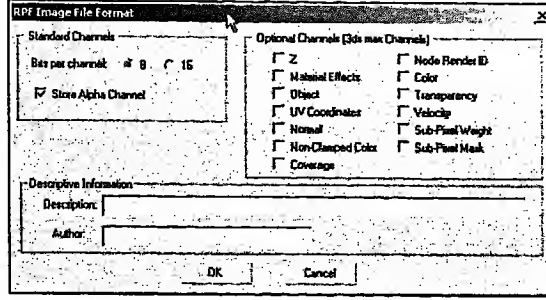 RPF Image File Format
Standard Channels
Bits per channel: 8 16
Store Alpha Channel
Optional Channels (3ds max Channels)
Z
Material Effects
Object
UV Coordinates
Normal
Non-Clamped Color
Coverage
Node Render ID
Color
Transparency
Velocity
Sub-Pixel Weight
Sub-Pixel Mask
Descriptive Information
Description:
Author:
OK Cancel